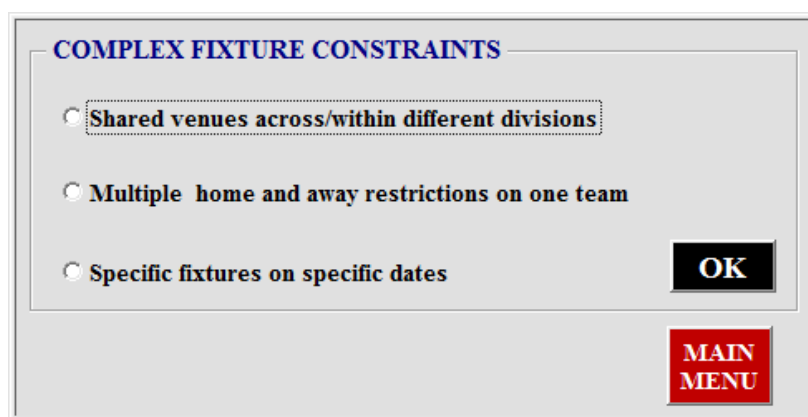 COMPLEX FIXTURE CONSTRAINTS
Shared venues across/within different divisions
Multiple  home and away restrictions on one team
Specific fixtures on specific dates
OK
MAIN
MENU